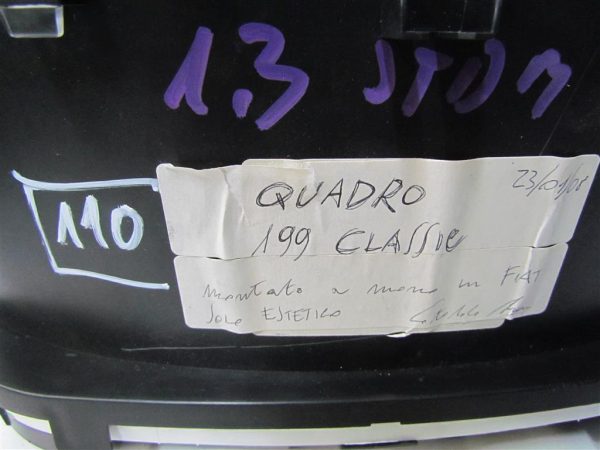 1.3 JTDM
110
QUADRO 23/01/08
199 CLASSIC
montato a mano in FIAT
solo ESTETICO